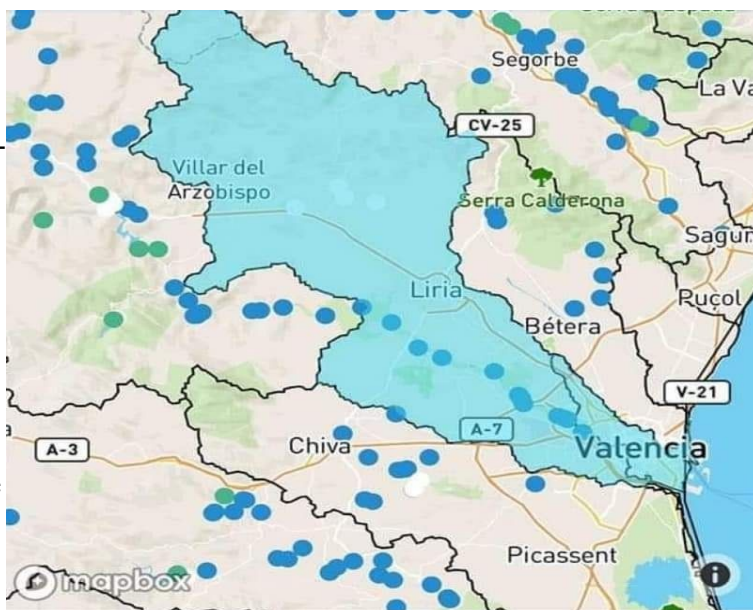 Segorbe
La Va
CV-25
Villar del
Arzobispo
Serra Calderona
Sagun
Liria
Puçol
Bétera
V-21
A-7
A-3
Chiva
Valencia
Picassent
mapbox
i